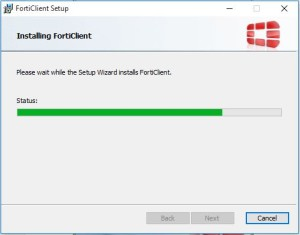 FortiClient Setup
Installing FortiClient
Please wait while the Setup Wizard installs FortiClient.
Status:
Back
Next
Cancel